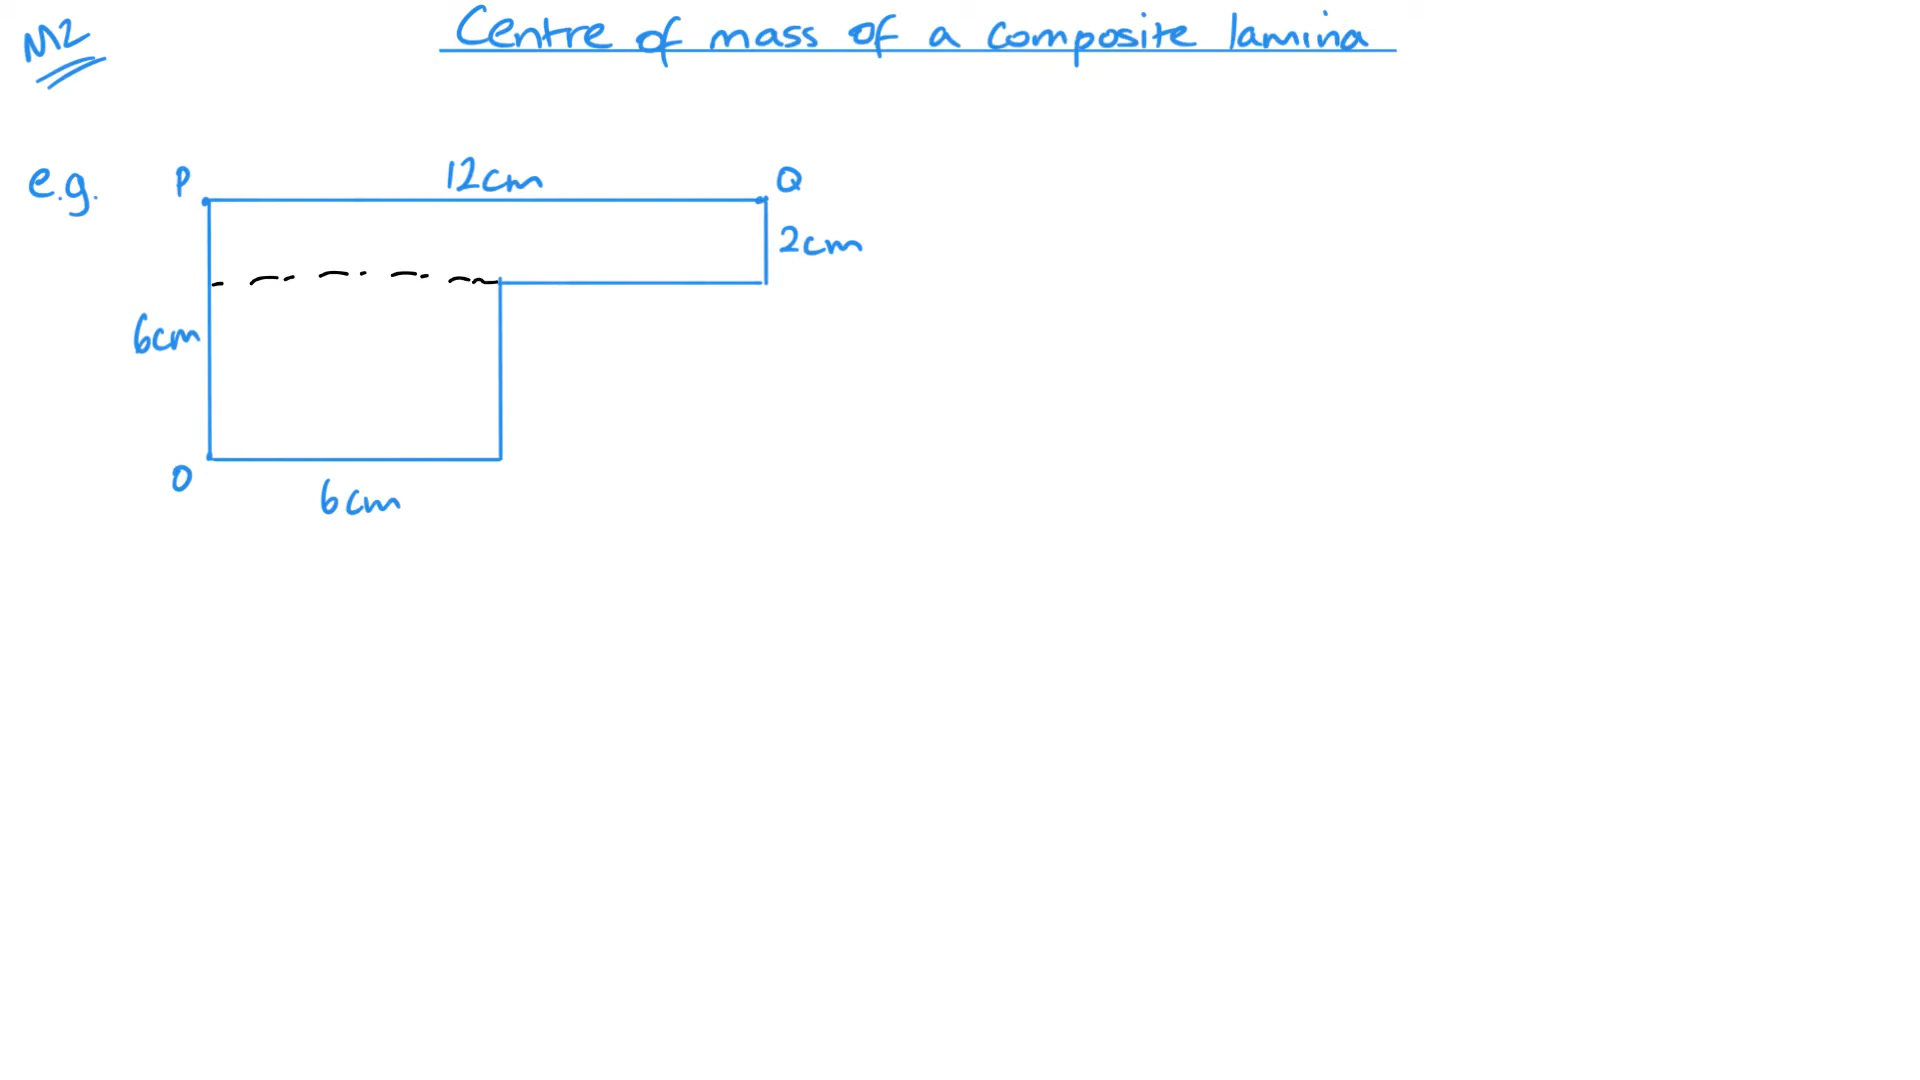 M2
Centre of mass of a composite lamina
e.g.
P
12cm
Q
2cm
6cm
O
6cm